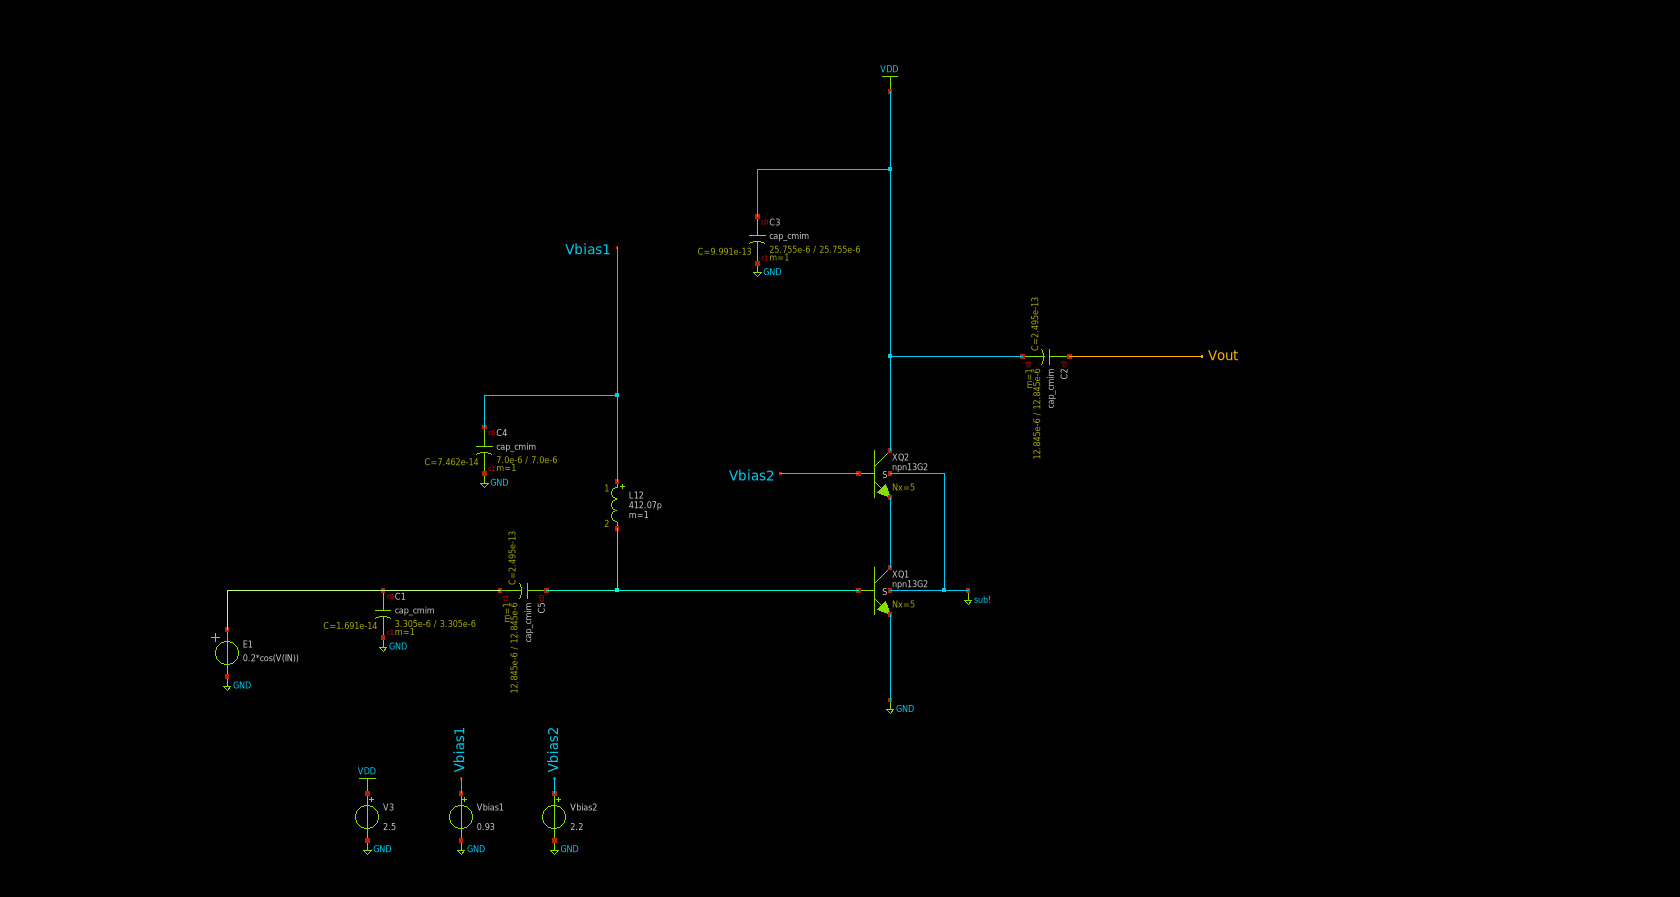 VDD
C3
cap_cmim
25.755e-6 / 25.755e-6
C=9.991e-13
m=1
GND
Vbias1
C=2.495e-13
Vout
m=1
12.845e-6 / 12.845e-6
cap_cmim
C2
C4
cap_cmim
7.0e-6 / 7.0e-6
C=7.462e-14
m=1
GND
1
+
L12
412.07p
m=1
2
Vbias2
XQ2
npn13G2
S
Nx=5
C=2.495e-13
m=1
12.845e-6 / 12.845e-6
cap_cmim
C5
XQ1
npn13G2
S
Nx=5
sub!
C1
cap_cmim
3.305e-6 / 3.305e-6
C=1.691e-14
m=1
GND
+
E1
0.2*cos(V(IN))
GND
GND
VDD
+
V3
2.5
GND
Vbias1
+
Vbias1
0.93
GND
Vbias2
+
Vbias2
2.2
GND